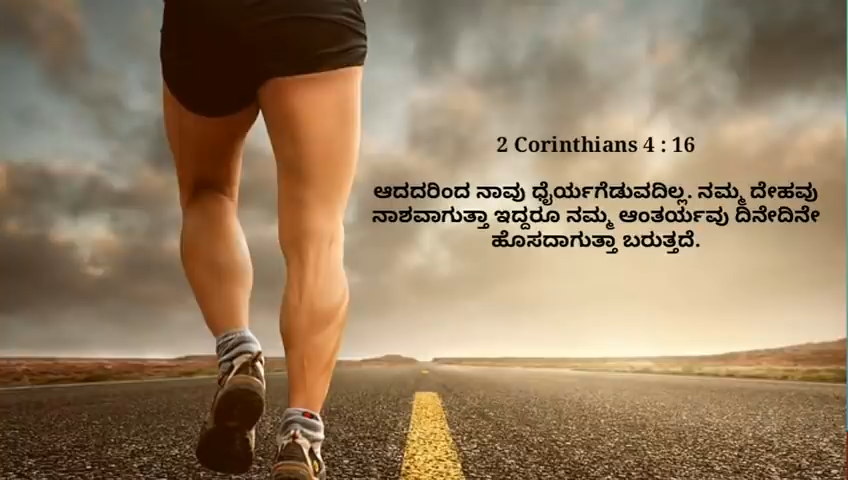 2 Corinthians 4 : 16
ಆದದರಿಂದ ನಾವು ಧೈರ್ಯಗೆಡುವದಿಲ್ಲ. ನಮ್ಮ ದೇಹವು
ನಾಶವಾಗುತ್ತಾ ಇದ್ದರೂ ನಮ್ಮ ಆಂತರ್ಯವು ದಿನೇದಿನೇ
ಹೊಸದಾಗುತ್ತಾ ಬರುತ್ತದೆ.